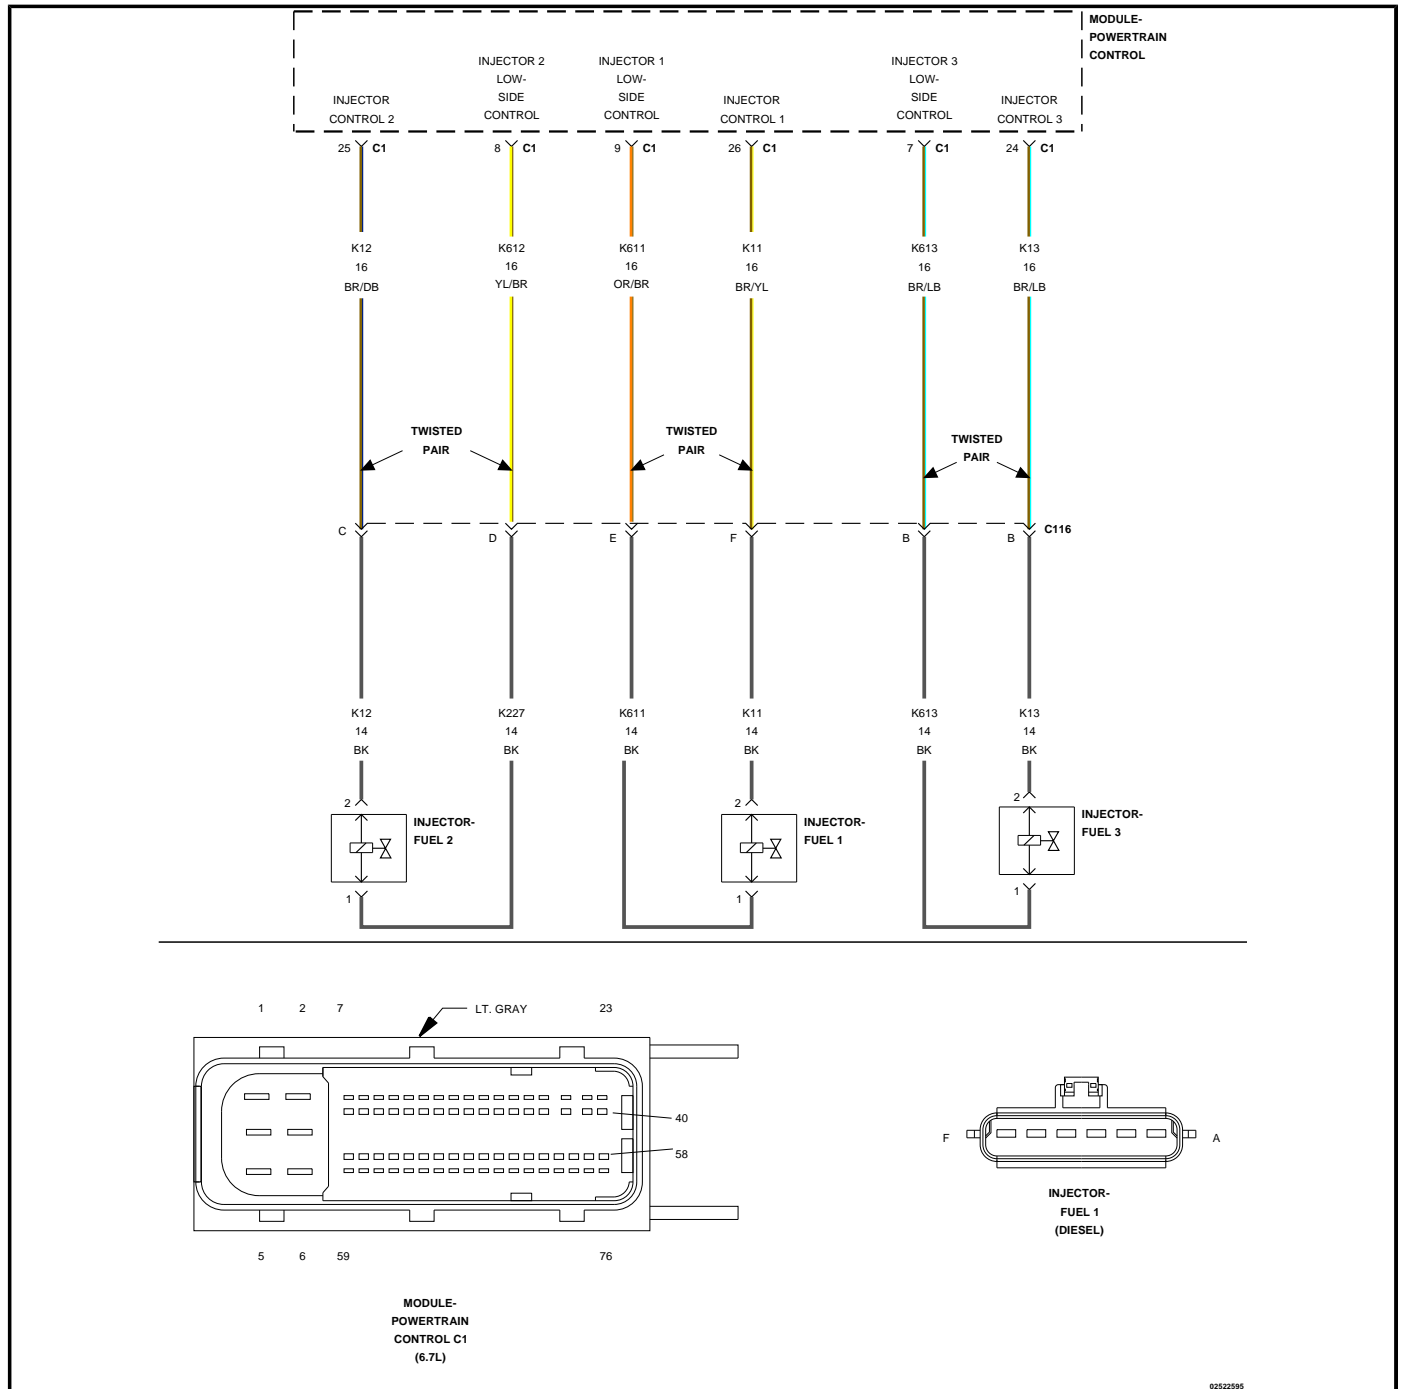 MODULE-
POWERTRAIN
CONTROL
INJECTOR 2
LOW-
SIDE
CONTROL
INJECTOR 1
LOW-
SIDE
CONTROL
INJECTOR 3
LOW-
SIDE
CONTROL
INJECTOR
CONTROL 2
INJECTOR
CONTROL 1
INJECTOR
CONTROL 3
25 C1
8 C1
9 C1
26 C1
7 C1
24 C1
K12
16
BR/DB
K612
16
YL/BR
K611
16
OR/BR
K11
16
BR/YL
K613
16
BR/LB
K13
16
BR/LB
TWISTED
PAIR
TWISTED
PAIR
TWISTED
PAIR
C
D
E
F
B
B
C116
K12
14
BK
K227
14
BK
K611
14
BK
K11
14
BK
K613
14
BK
K13
14
BK
2
INJECTOR-
FUEL 2
1
2
INJECTOR-
FUEL 1
1
2
INJECTOR-
FUEL 3
1
1 2 7
LT. GRAY
23
40
58
5 6 59
76
MODULE-
POWERTRAIN
CONTROL C1
(6.7L)
F
A
INJECTOR-
FUEL 1
(DIESEL)
02522595